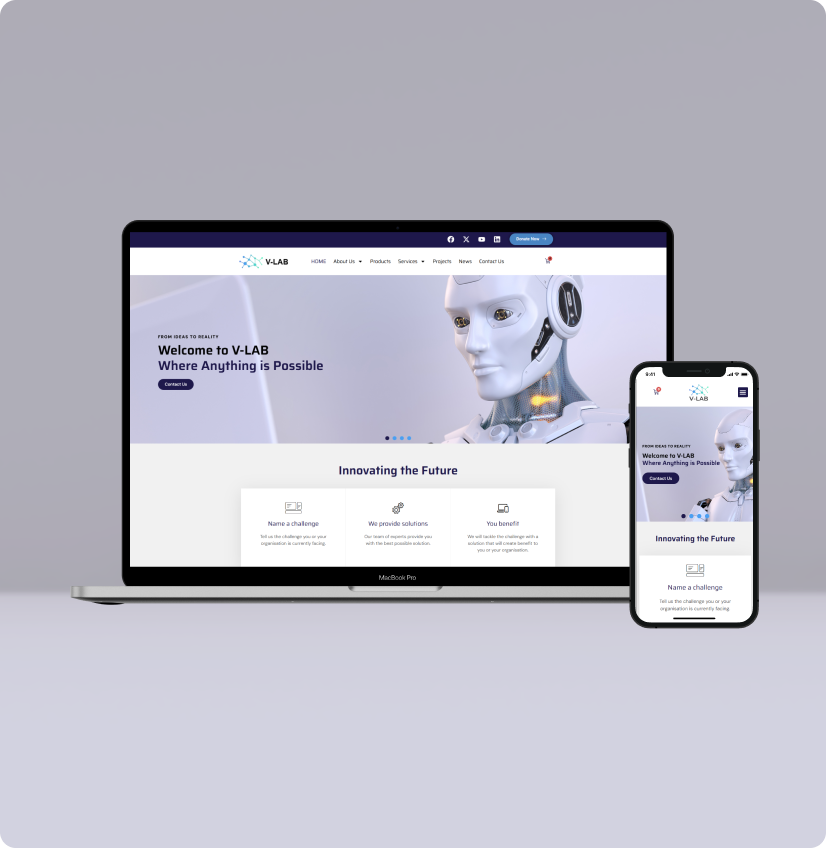 Donate Now
V-LAB
HOME About Us Products Services Projects News Contact Us
FROM IDEAS TO REALITY
Welcome to V-LAB
Where Anything is Possible
Contact Us
Innovating the Future
Name a challenge
Tell us the challenge you or your
organisation is currently facing.
We provide solutions
Our team of experts provide you
with the best possible solution.
You benefit
We will tackle the challenge with a
solution that will create benefit to
you or your organisation.
MacBook Pro
9:41
V-LAB
FROM IDEAS TO REALITY
Welcome to V-LAB
Where Anything is Possible
Contact Us
Innovating the Future
Name a challenge
Tell us the challenge you or your
organisation is currently facing.